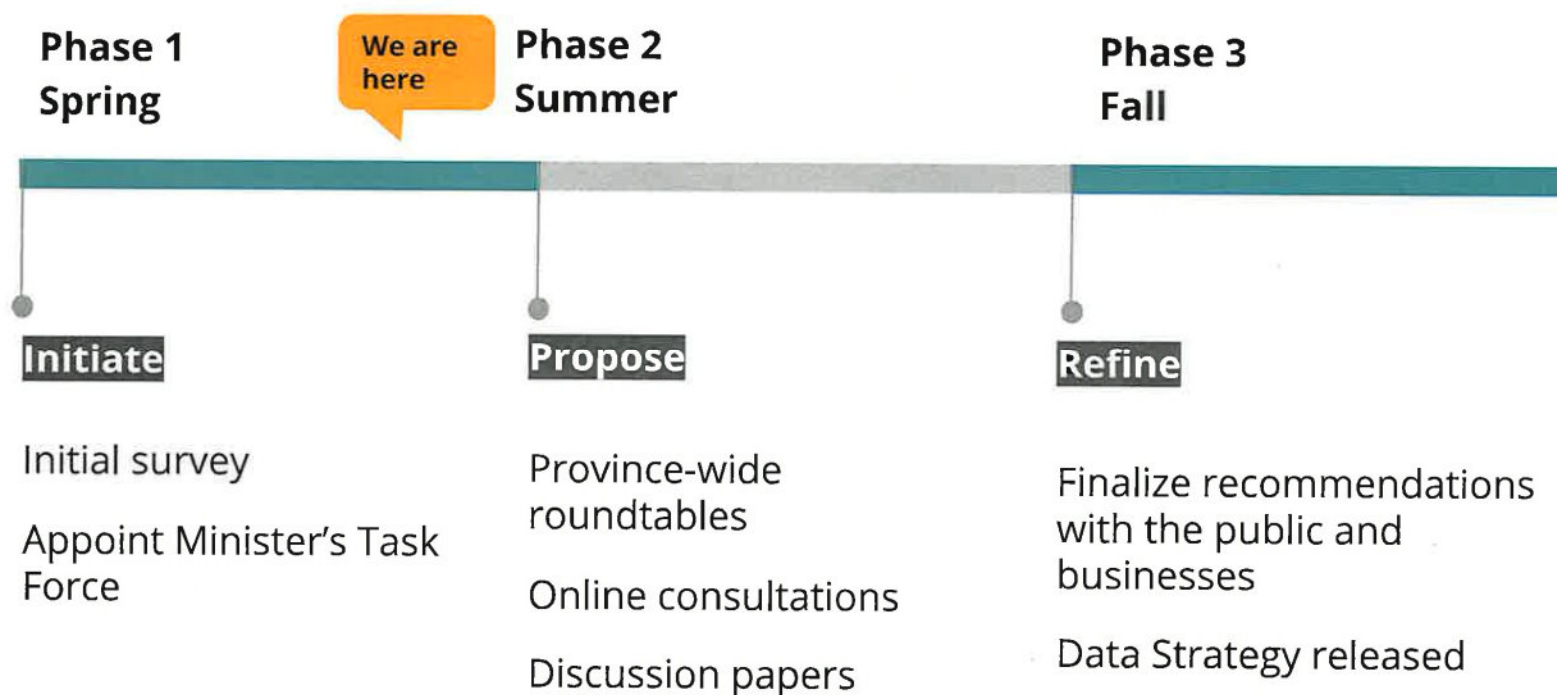 Phase 1
Spring
We are
here
Phase 2
Summer
Phase 3
Fall
Initiate
Initial survey
Appoint Minister's Task
Force
Propose
Province-wide
roundtables
Online consultations
Discussion papers
Refine
Finalize recommendations
with the public and
businesses
Data Strategy released